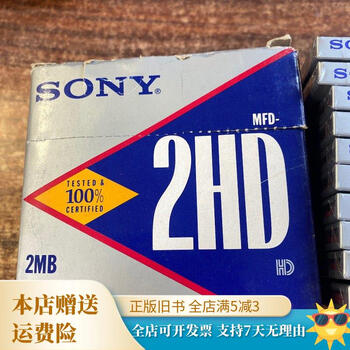 SONY®
MFD-
2HD
TESTED &
100%
CERTIFIED
2MB
HD
本店赠送
运费险
正版旧书 全店满5减3
全店可开发票 支持7天无理由